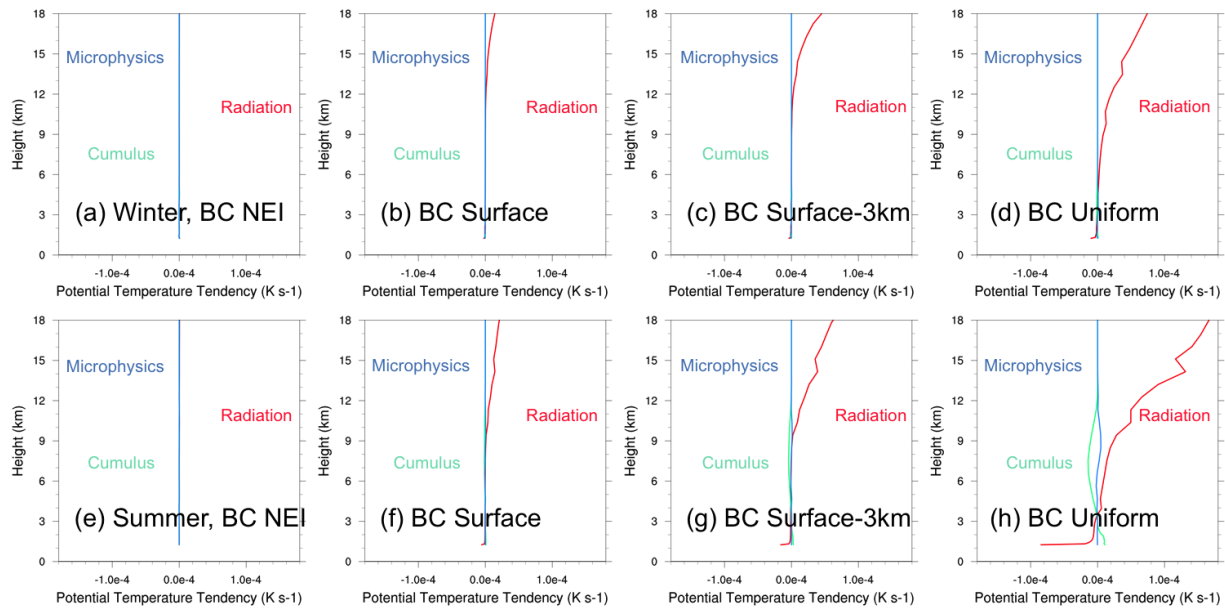 18
15
12
9
6
3
0
Height (km)
Microphysics
Radiation
Cumulus
(a) Winter, BC NEI
-1.0e-4 0.0e-4 1.0e-4
Potential Temperature Tendency (K s-1)
18
15
12
9
6
3
0
Height (km)
Microphysics
Radiation
Cumulus
(b) BC Surface
-1.0e-4 0.0e-4 1.0e-4
Potential Temperature Tendency (K s-1)
18
15
12
9
6
3
0
Height (km)
Microphysics
Radiation
Cumulus
(c) BC Surface-3km
-1.0e-4 0.0e-4 1.0e-4
Potential Temperature Tendency (K s-1)
18
15
12
9
6
3
0
Height (km)
Microphysics
Radiation
Cumulus
(d) BC Uniform
-1.0e-4 0.0e-4 1.0e-4
Potential Temperature Tendency (K s-1)
18
15
12
9
6
3
0
Height (km)
Microphysics
Radiation
Cumulus
(e) Summer, BC NEI
-1.0e-4 0.0e-4 1.0e-4
Potential Temperature Tendency (K s-1)
18
15
12
9
6
3
0
Height (km)
Microphysics
Radiation
Cumulus
(f) BC Surface
-1.0e-4 0.0e-4 1.0e-4
Potential Temperature Tendency (K s-1)
18
15
12
9
6
3
0
Height (km)
Microphysics
Radiation
Cumulus
(g) BC Surface-3km
-1.0e-4 0.0e-4 1.0e-4
Potential Temperature Tendency (K s-1)
18
15
12
9
6
3
0
Height (km)
Microphysics
Radiation
Cumulus
(h) BC Uniform
-1.0e-4 0.0e-4 1.0e-4
Potential Temperature Tendency (K s-1)